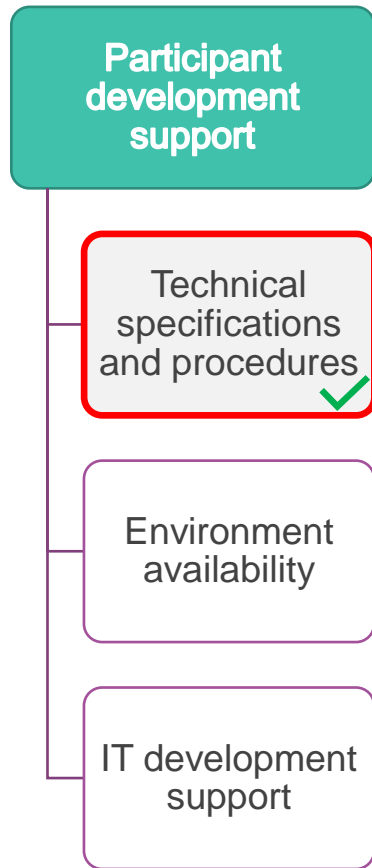 Participant
development
support
Technical
specifications
and procedures
Environment
availability
IT development
support